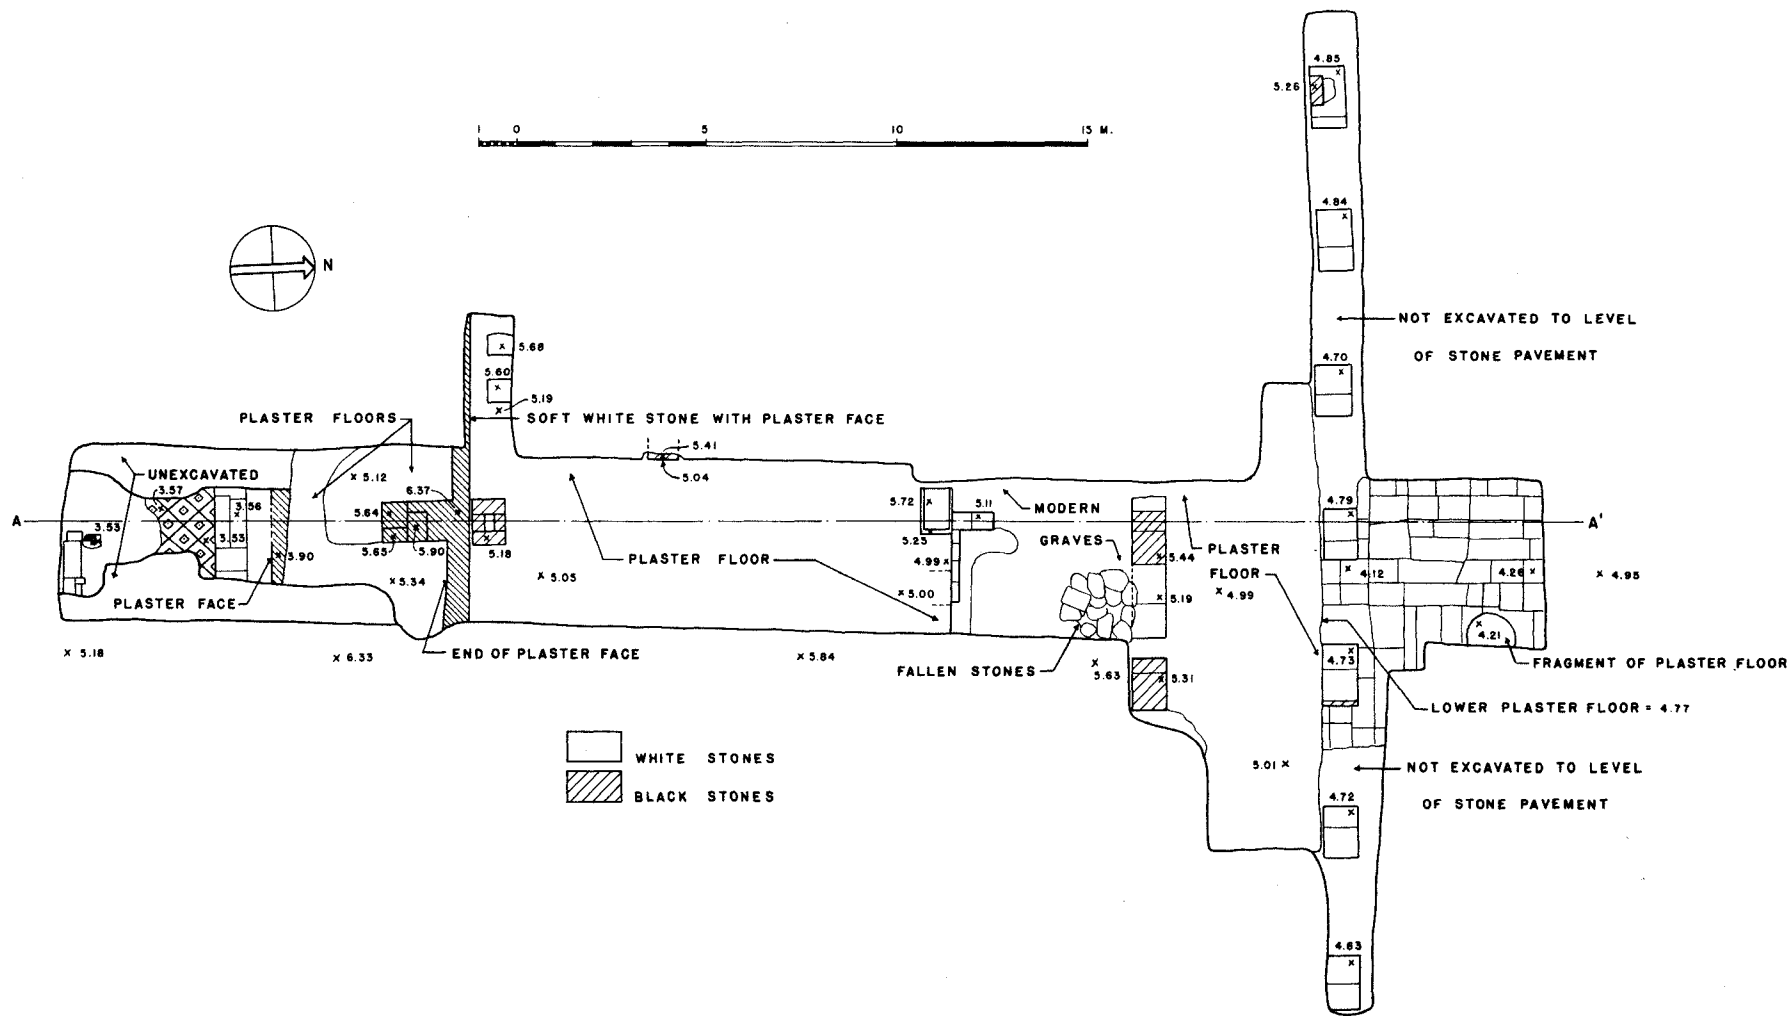 4.85
5.26
1 0 5 10 15 M.
4.84
N
NOT EXCAVATED TO LEVEL
OF STONE PAVEMENT
5.68
4.70
5.60
5.19
PLASTER FLOORS
SOFT WHITE STONE WITH PLASTER FACE
5.41
5.04
UNEXCAVATED
5.12
3.57
6.37
5.72
5.11
MODERN
GRAVES
4.79
3.56
5.64
A
A'
3.53
3.53
5.65
5.90
5.18
5.25
3.90
4.99
5.44
PLASTER
FLOOR
PLASTER FLOOR
4.12
4.26
4.95
5.34
5.05
5.00
5.19
4.99
PLASTER FACE
4.21
5.18
6.33
END OF PLASTER FACE
5.84
FALLEN STONES
5.63
5.31
4.73
FRAGMENT OF PLASTER FLOOR
LOWER PLASTER FLOOR = 4.77
WHITE STONES
BLACK STONES
5.01
NOT EXCAVATED TO LEVEL
OF STONE PAVEMENT
4.72
4.63